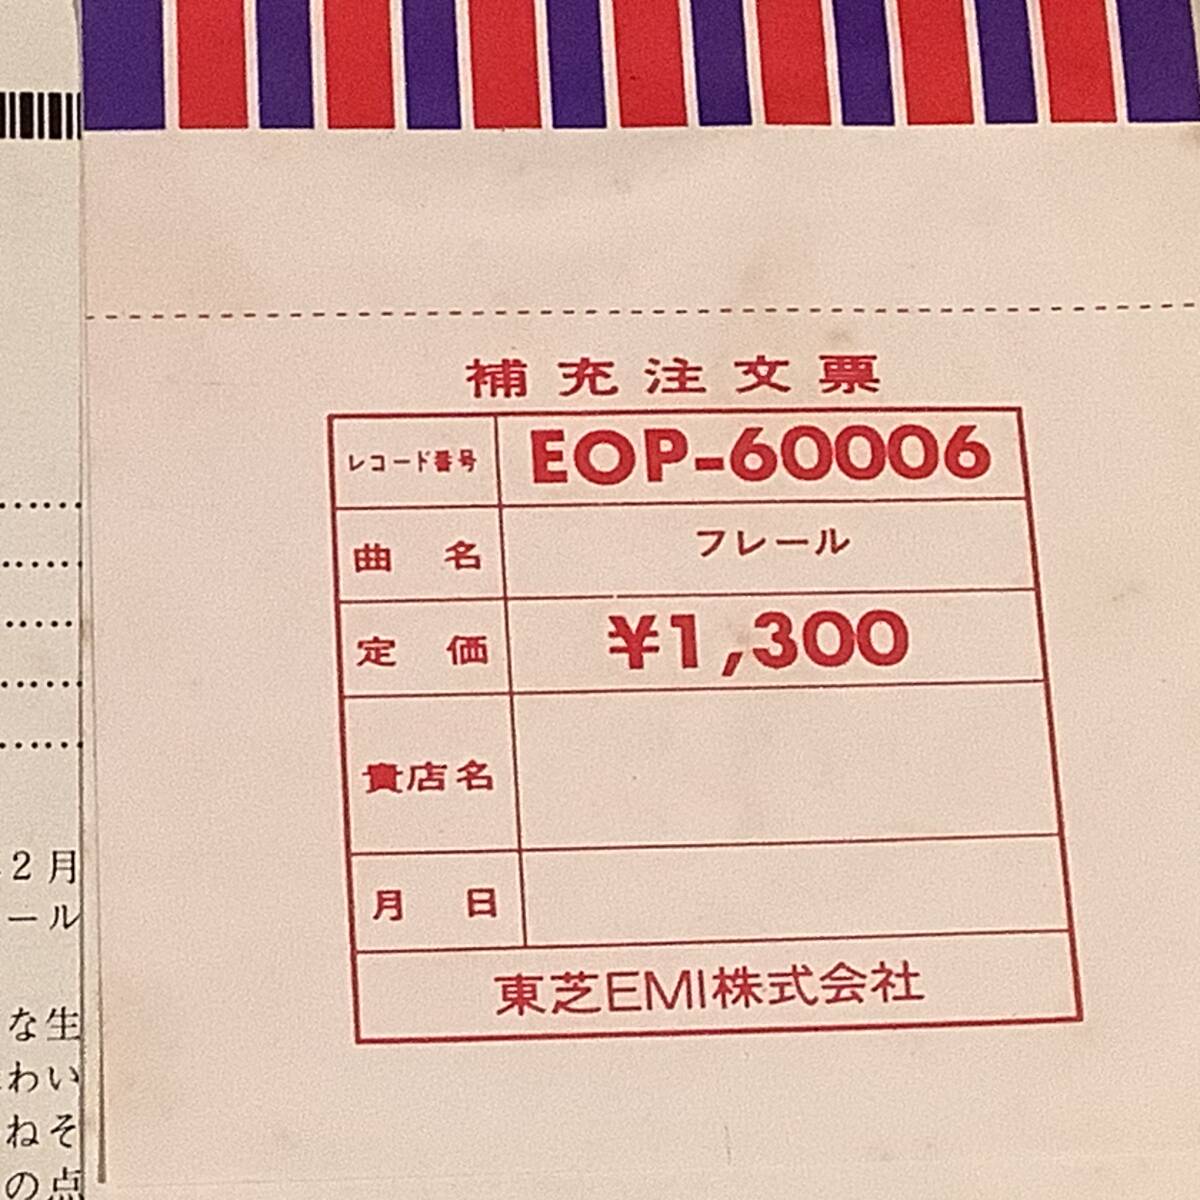 補充注文票
レコード番号 EOP-60006
曲名 フレール
定価 ¥1,300
貴店名
月日
東芝EMI株式会社
2月
ール
な生
わい
ねそ
の点